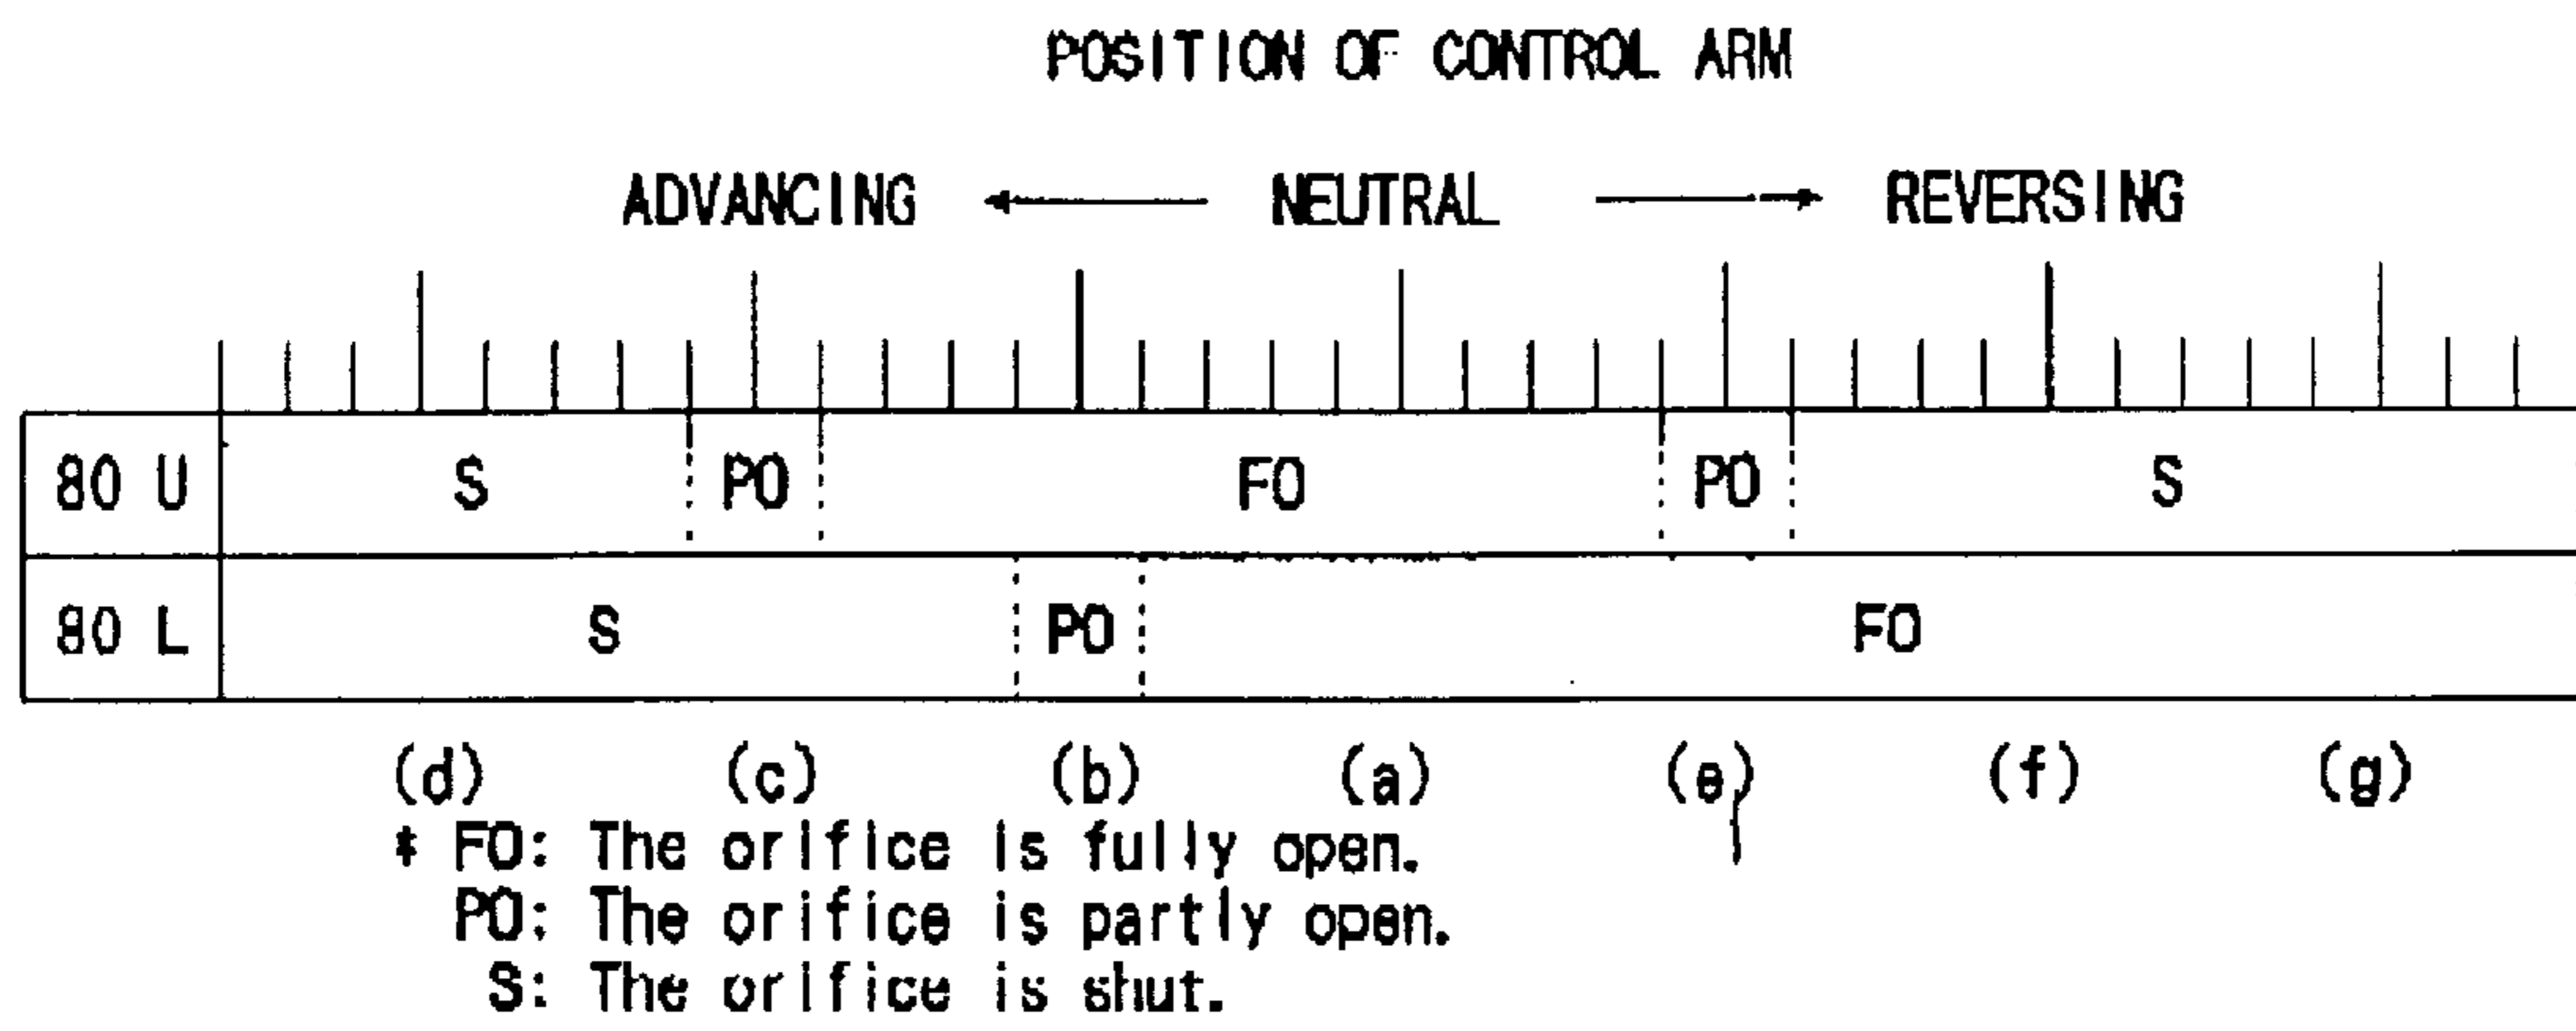 POSITION OF CONTROL ARM
ADVANCING NEUTRAL REVERSING
80 U S PO FO PO S
80 L S PO FO
(d) (c) (b) (a) (e) (f) (g)
* FO: The orifice is fully open.
PO: The orifice is partly open.
S: The orifice is shut.